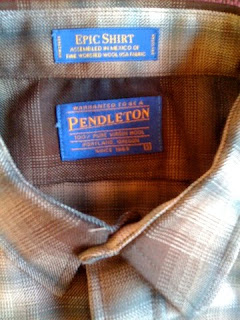 EPIC SHIRT
ASSEMBLED IN MEXICO OF
FINE WORSTED WOOL USA FABRIC
WARRANTED TO BE A
PENDLETON
100% PURE VIRGIN WOOL
PORTLAND, OREGON
SINCE 1863